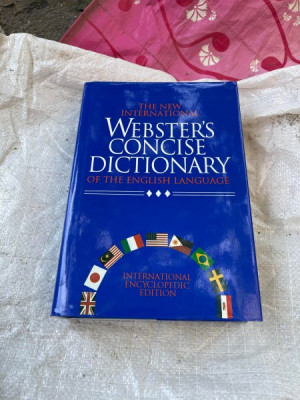 THE NEW
INTERNATIONAL
WEBSTER'S
CONCISE
DICTIONARY
OF THE ENGLISH LANGUAGE
INTERNATIONAL
ENCYCLOPEDIC
EDITION